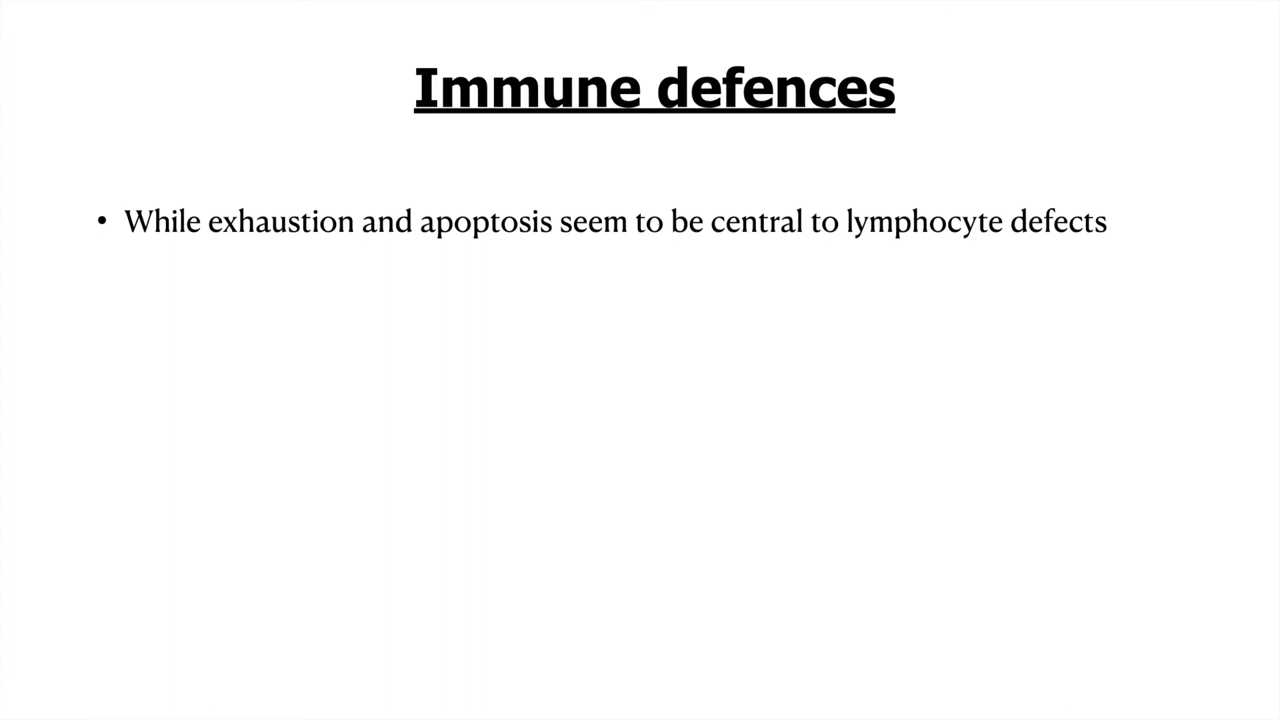 Immune defences
• While exhaustion and apoptosis seem to be central to lymphocyte defects